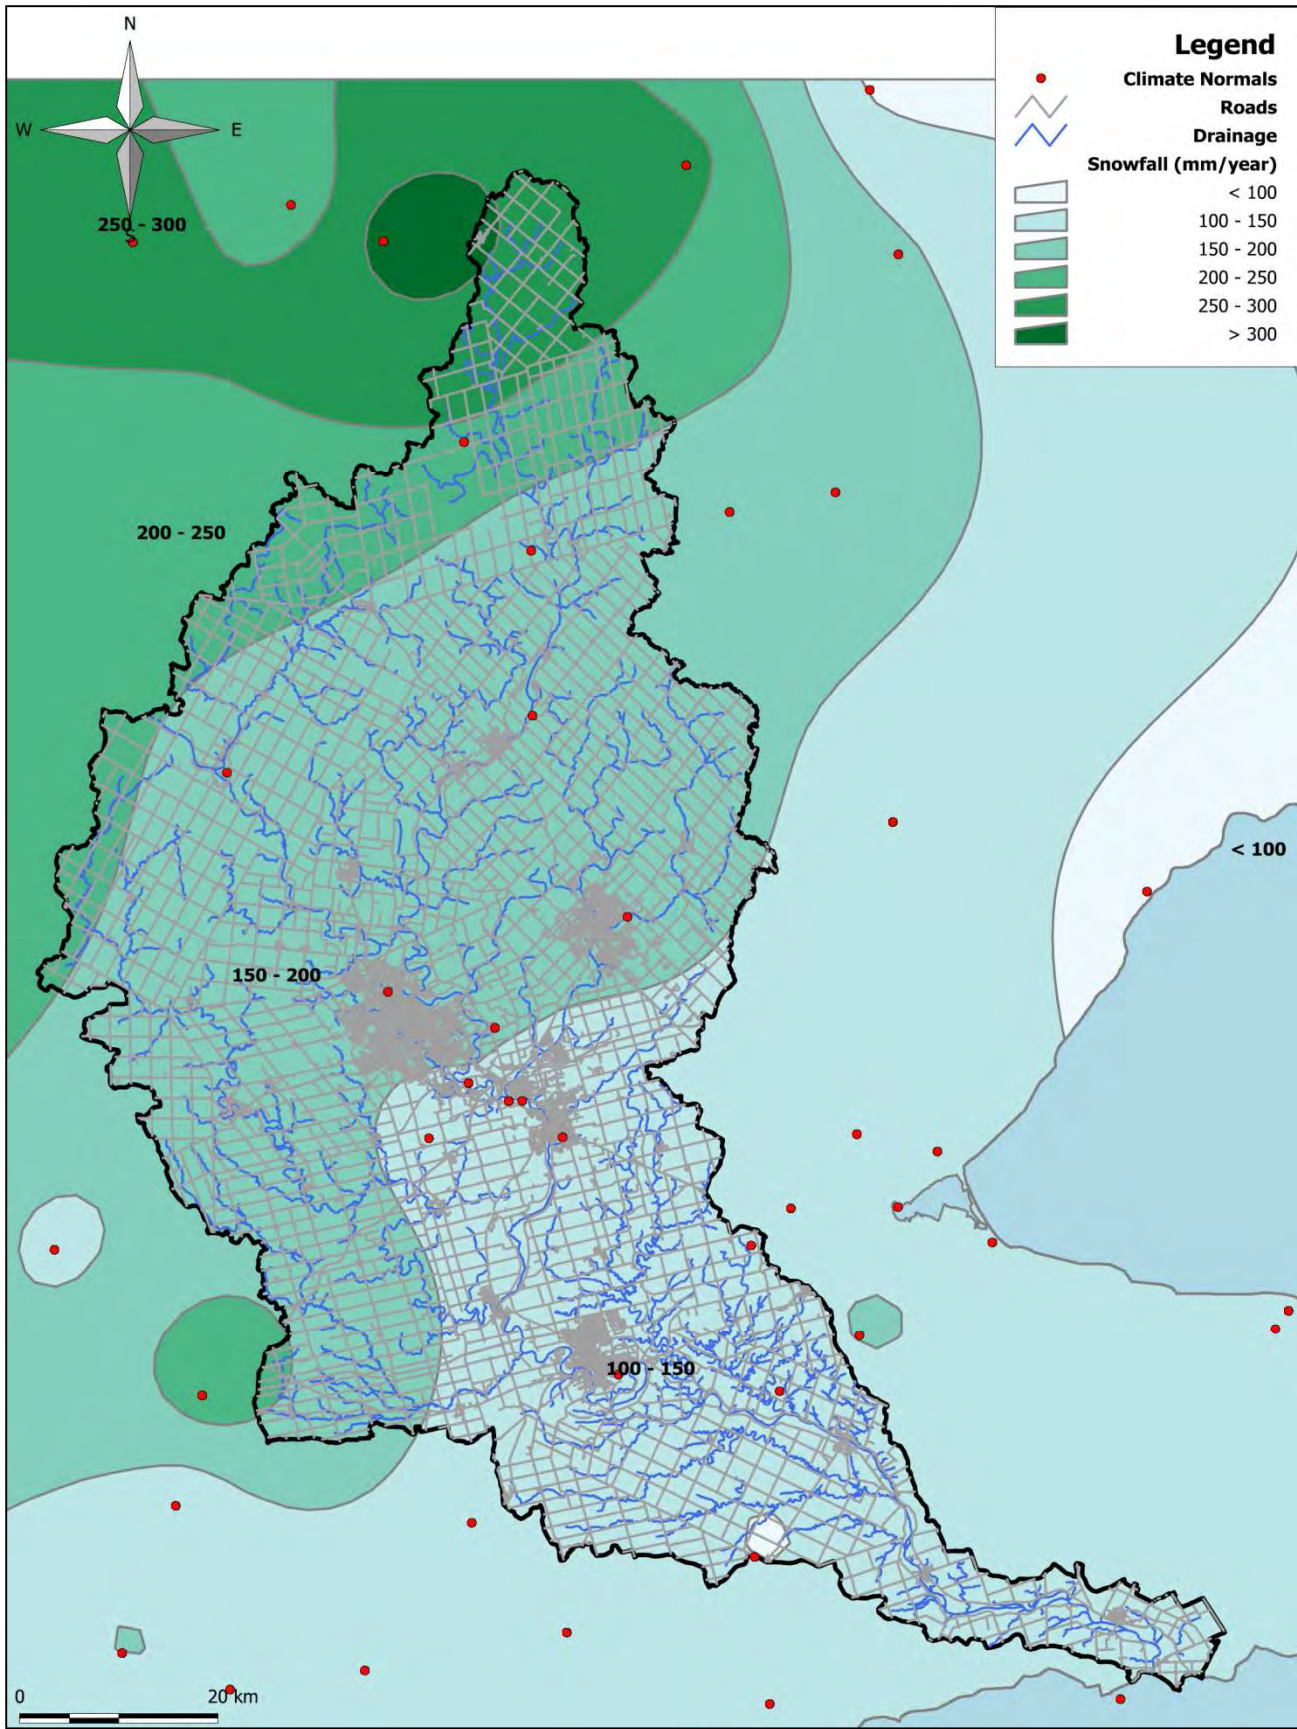 N
W
E
Legend
Climate Normals
Roads
Drainage
Snowfall (mm/year)
< 100
100 - 150
150 - 200
200 - 250
250 - 300
> 300
250 - 300
200 - 250
< 100
150 - 200
100 - 150
0 20 km